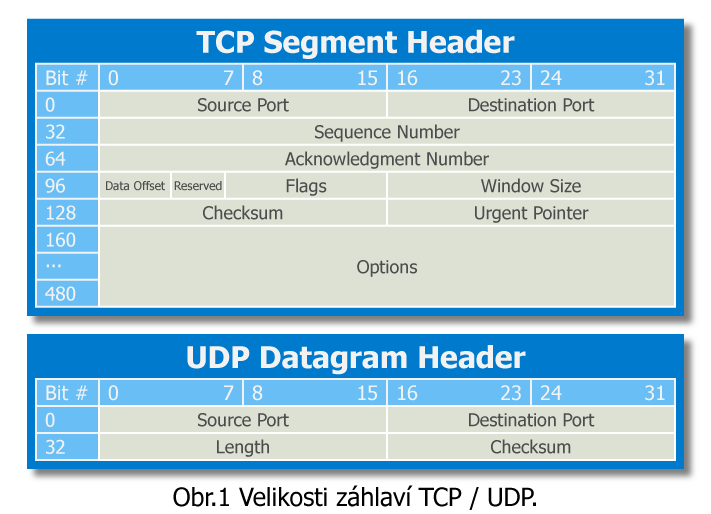 TCP Segment Header
Bit # 0 7 8 15 16 23 24 31
0 Source Port Destination Port
32 Sequence Number
64 Acknowledgment Number
96 Data Offset Reserved Flags Window Size
128 Checksum Urgent Pointer
160
... Options
480
UDP Datagram Header
Bit # 0 7 8 15 16 23 24 31
0 Source Port Destination Port
32 Length Checksum
Obr.1 Velikosti záhlaví TCP / UDP.